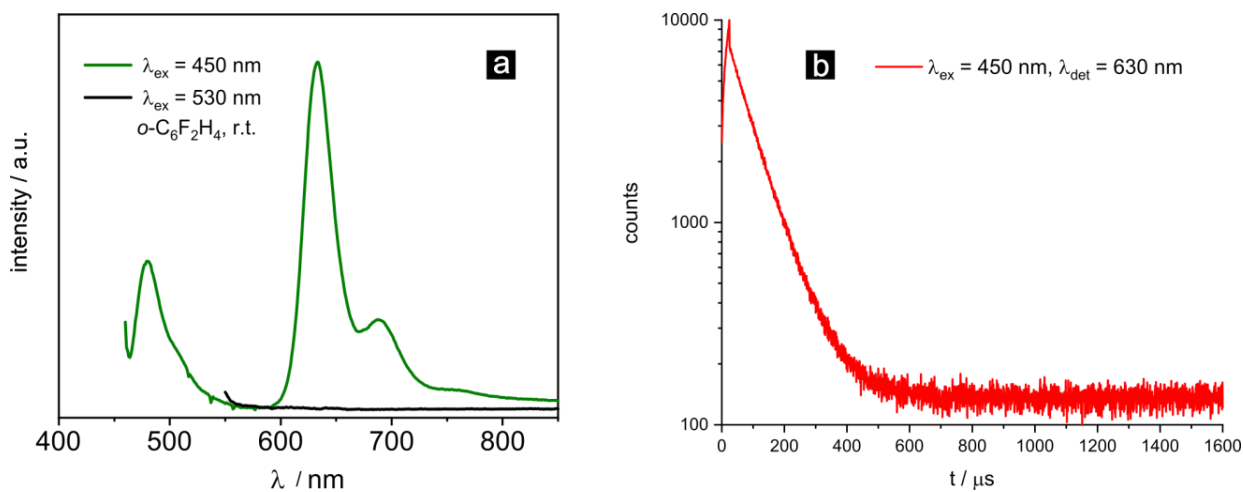 a
λex = 450 nm
λex = 530 nm
o-C6F2H4, r.t.
intensity / a.u.
400 500 600 700 800
λ / nm
b
λex = 450 nm, λdet = 630 nm
counts
10000
1000
100
0 200 400 600 800 1000 1200 1400 1600
t / μs